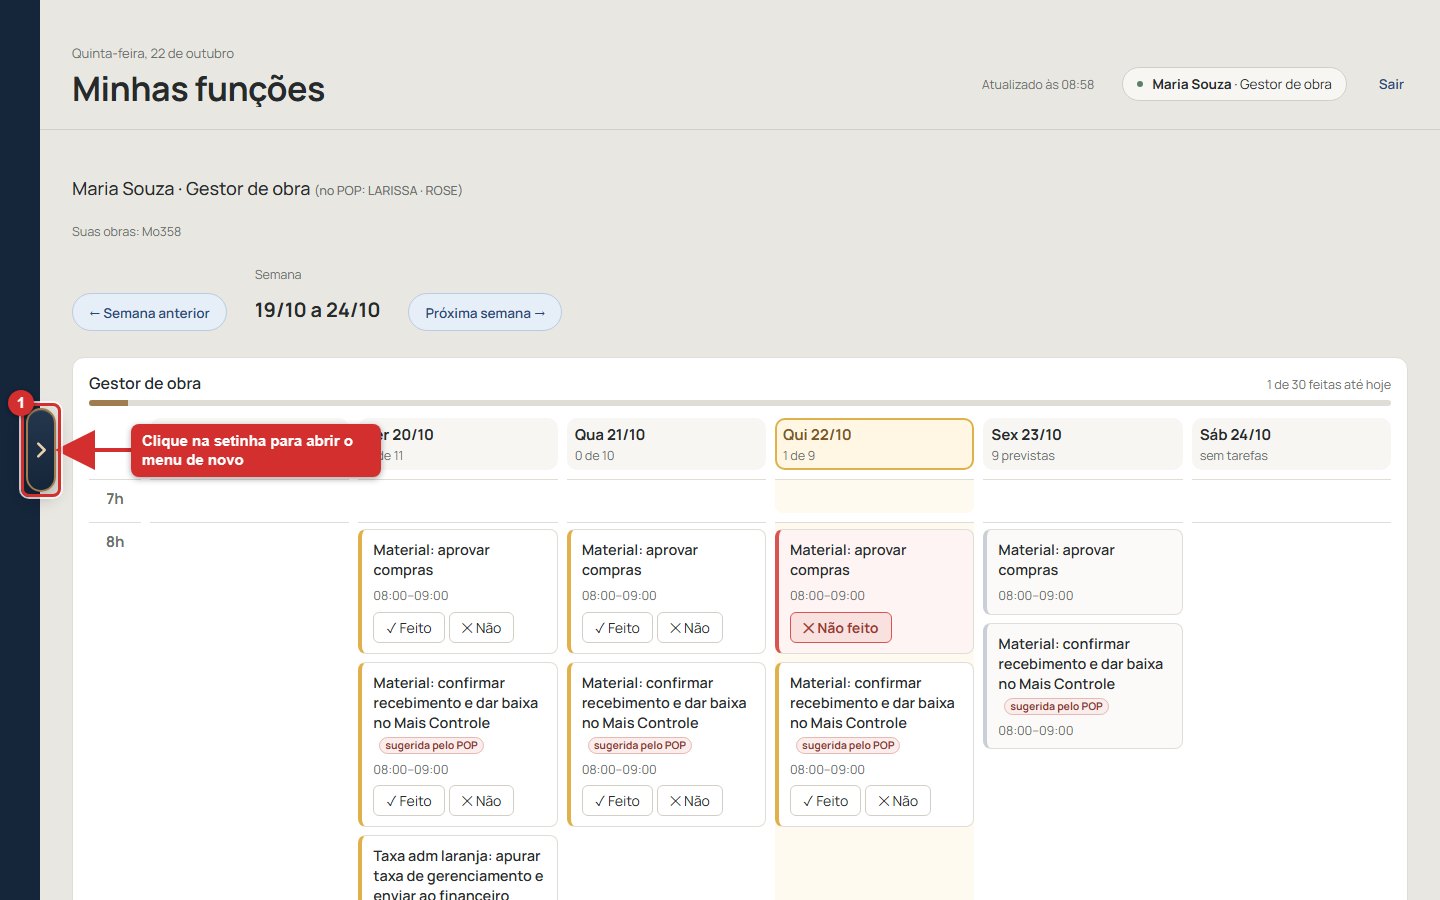 Quinta-feira, 22 de outubro
Minhas funções
Atualizado às 08:58
Maria Souza · Gestor de obra
Sair
Maria Souza · Gestor de obra (no POP: LARISSA · ROSE)
Suas obras: Mo358
Semana
← Semana anterior
19/10 a 24/10
Próxima semana →
Gestor de obra
1 de 30 feitas até hoje
1
Clique na setinha para abrir o
menu de novo
20/10
de 11
Qua 21/10
0 de 10
Qui 22/10
1 de 9
Sex 23/10
9 previstas
Sáb 24/10
sem tarefas
7h
8h
Material: aprovar
compras
08:00–09:00
✓ Feito
✕ Não
Material: confirmar
recebimento e dar baixa
no Mais Controle
sugerida pelo POP
08:00–09:00
✓ Feito
✕ Não
Taxa adm laranja: apurar
taxa de gerenciamento e
enviar ao financeiro
Material: aprovar
compras
08:00–09:00
✓ Feito
✕ Não
Material: confirmar
recebimento e dar baixa
no Mais Controle
sugerida pelo POP
08:00–09:00
✓ Feito
✕ Não
Material: aprovar
compras
08:00–09:00
✕ Não feito
Material: confirmar
recebimento e dar baixa
no Mais Controle
sugerida pelo POP
08:00–09:00
✓ Feito
✕ Não
Material: aprovar
compras
08:00–09:00
Material: confirmar
recebimento e dar baixa
no Mais Controle
sugerida pelo POP
08:00–09:00